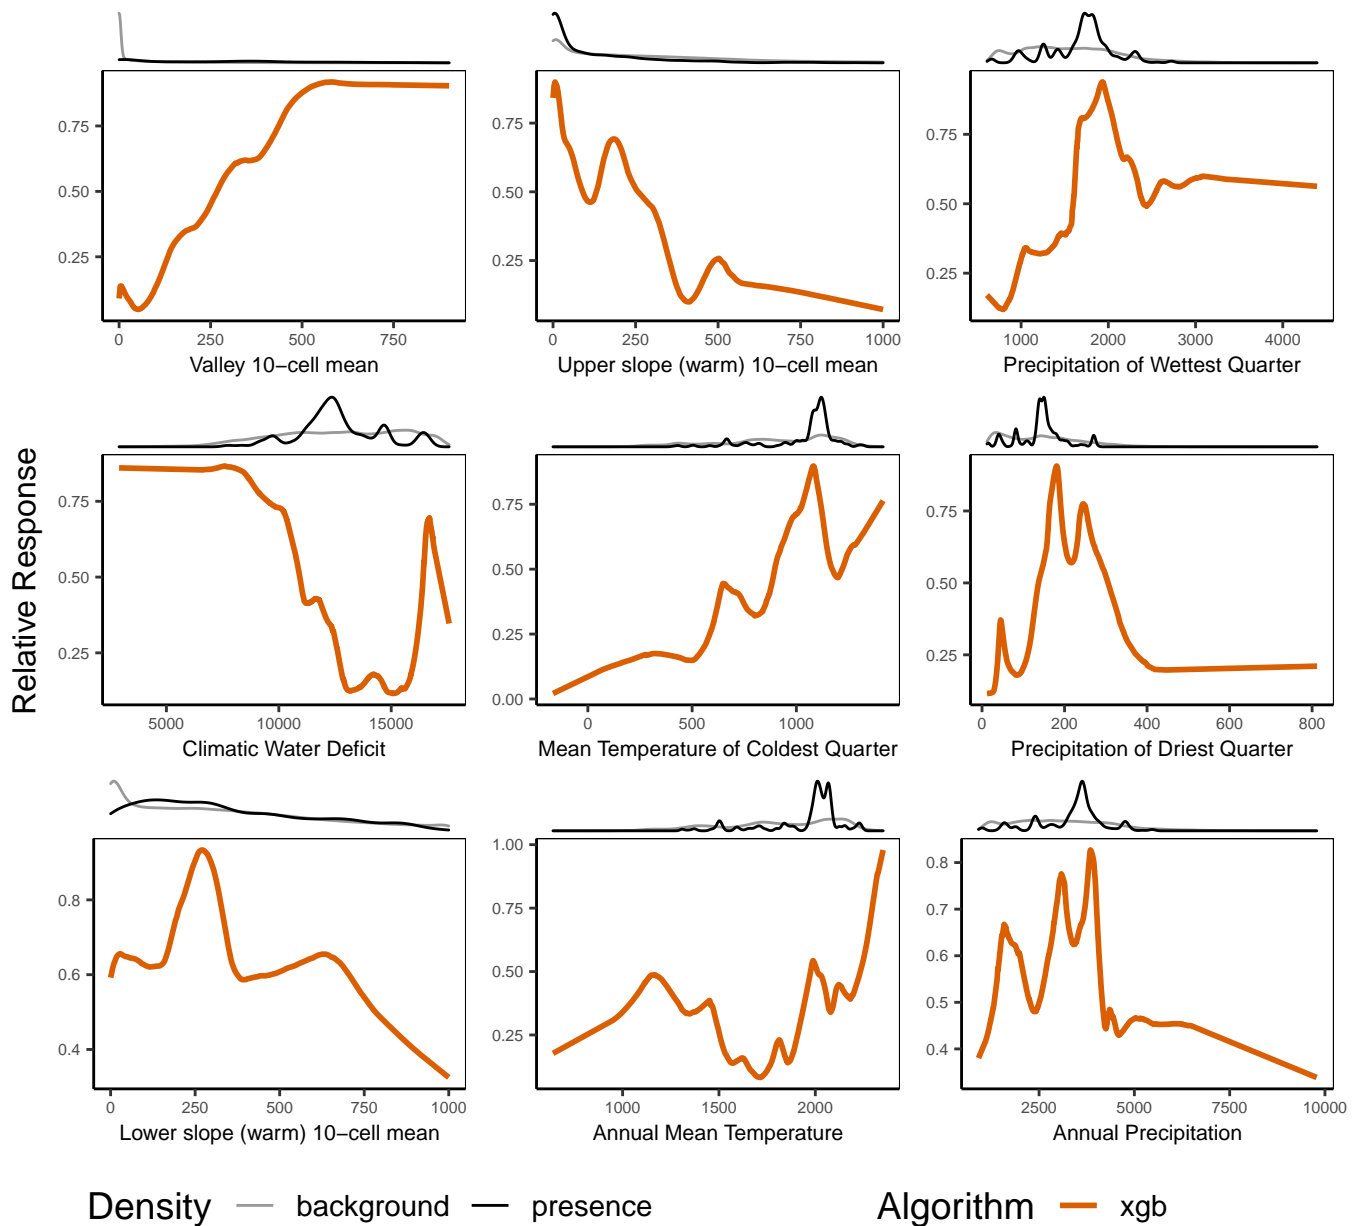 0.75
0.50
0.25
0 250 500 750
Valley 10−cell mean
0.75
0.50
0.25
0 250 500 750 1000
Upper slope (warm) 10−cell mean
0.75
0.50
0.25
1000 2000 3000 4000
Precipitation of Wettest Quarter
Relative Response
0.75
0.50
0.25
5000 10000 15000
Climatic Water Deficit
0.75
0.50
0.25
0.00
0 500 1000
Mean Temperature of Coldest Quarter
0.75
0.50
0.25
0 200 400 600 800
Precipitation of Driest Quarter
0.8
0.6
0.4
0 250 500 750 1000
Lower slope (warm) 10−cell mean
1.00
0.75
0.50
0.25
1000 1500 2000
Annual Mean Temperature
0.8
0.7
0.6
0.5
0.4
2500 5000 7500 10000
Annual Precipitation
Density background presence Algorithm xgb